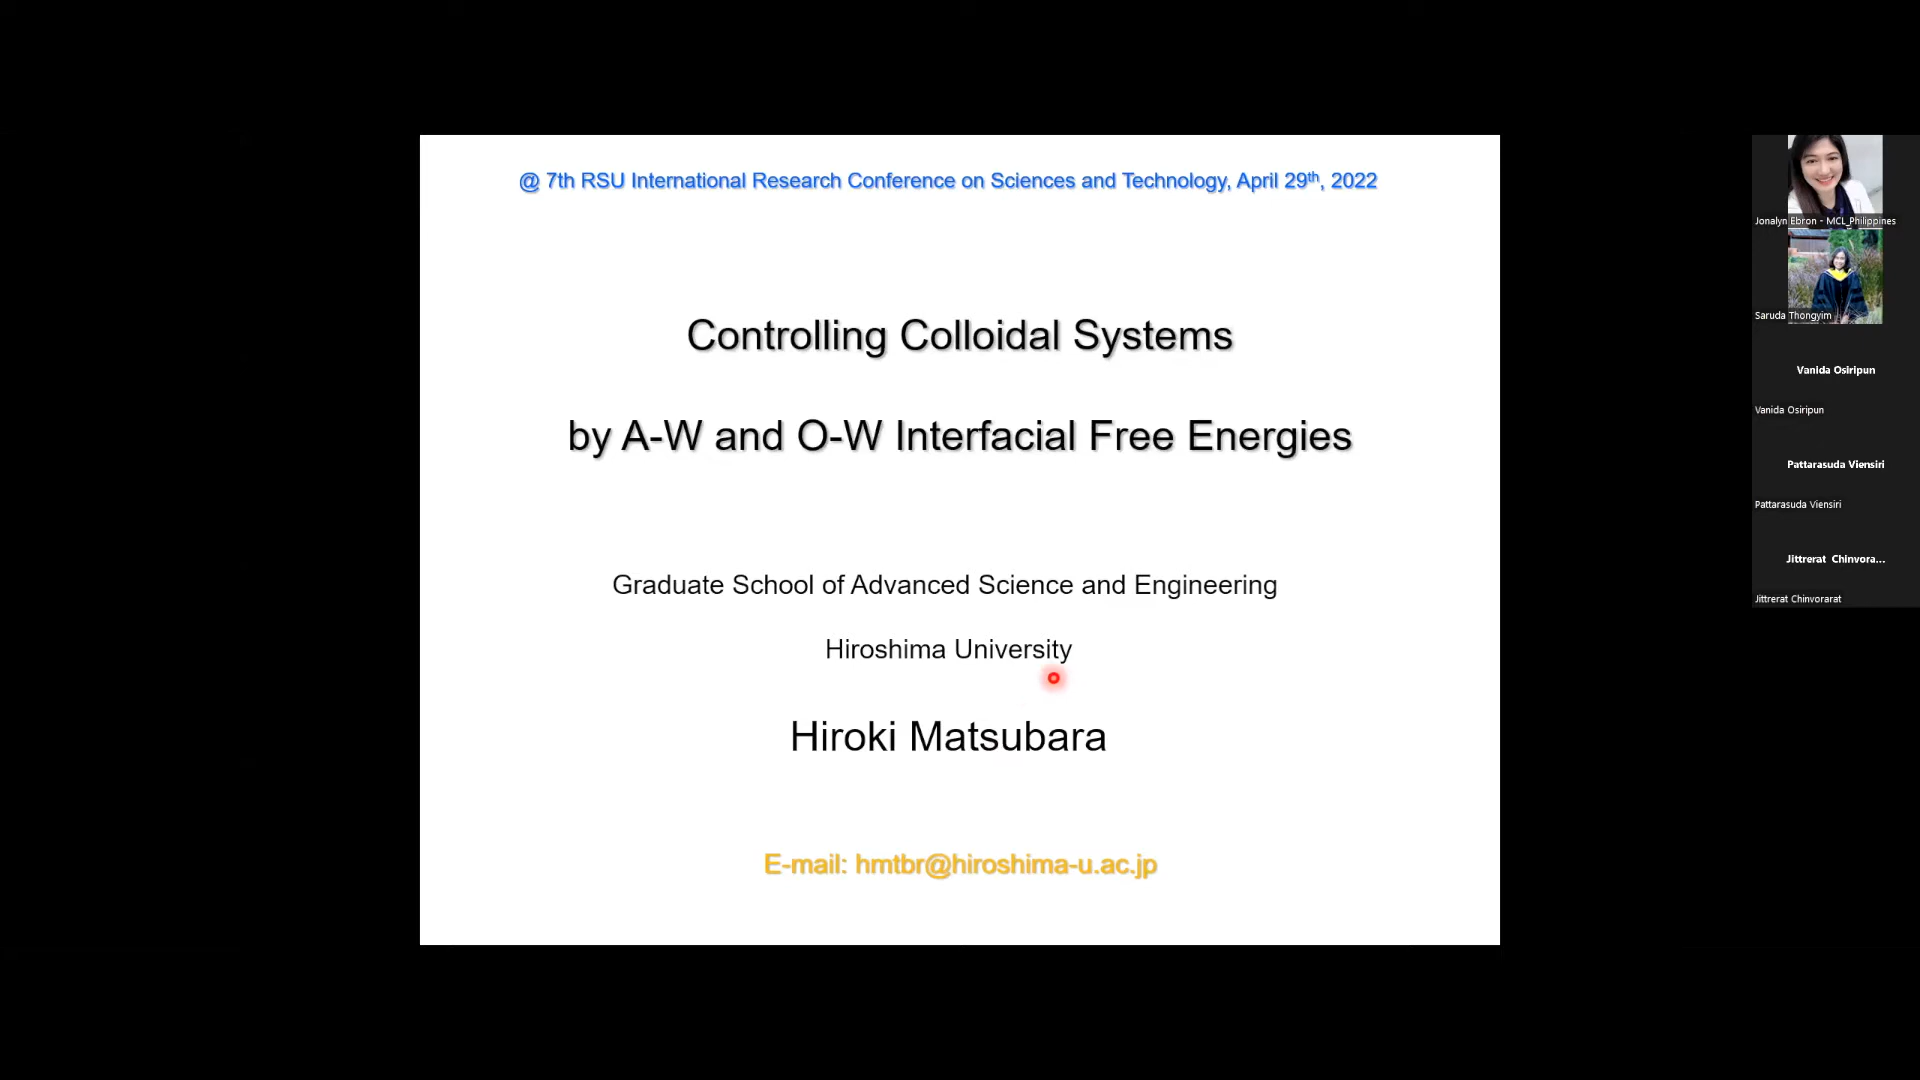 @ 7th RSU International Research Conference on Sciences and Technology, April 29th, 2022
Controlling Colloidal Systems
by A-W and O-W Interfacial Free Energies
Graduate School of Advanced Science and Engineering
Hiroshima University
Hiroki Matsubara
E-mail: hmtbr@hiroshima-u.ac.jp
Jonalyn Ebron - MCL_Philippines
Saruda Thongyim
Vanida Osiripun
Vanida Osiripun
Pattarasuda Viensiri
Pattarasuda Viensiri
Jittrerat Chinvora...
Jittrerat Chinvorarat